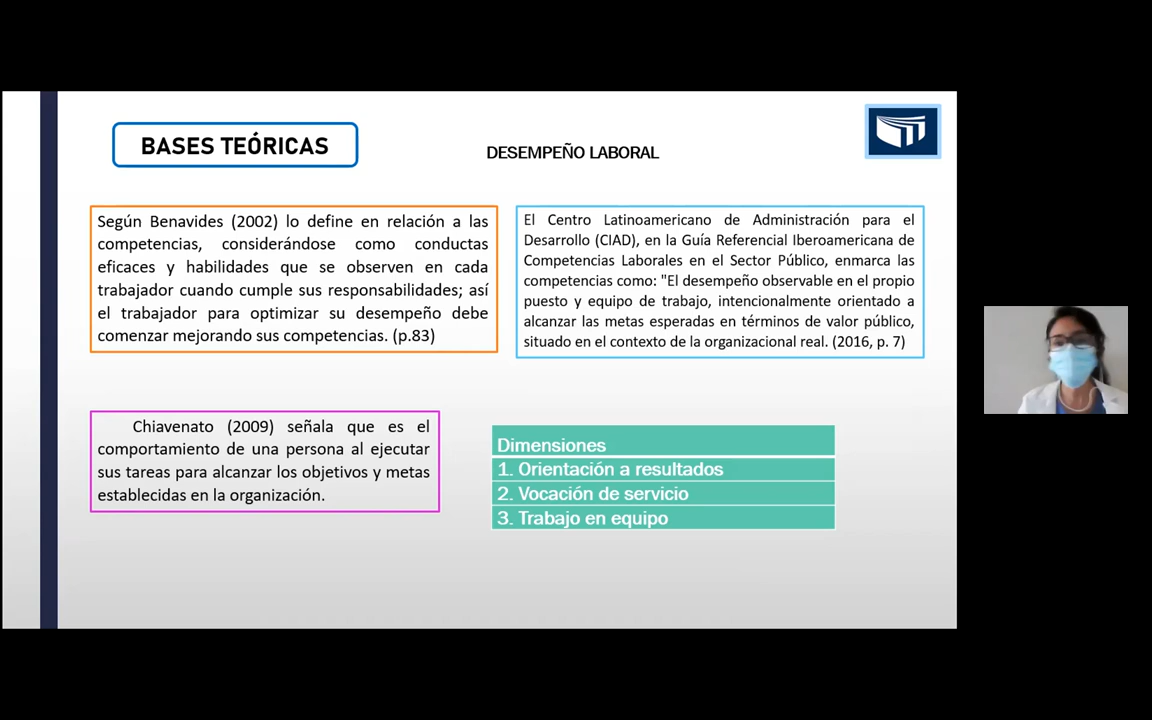 BASES TEÓRICAS
DESEMPEÑO LABORAL
Según Benavides (2002) lo define en relación a las
competencias, considerándose como conductas
eficaces y habilidades que se observen en cada
trabajador cuando cumple sus responsabilidades; así
el trabajador para optimizar su desempeño debe
comenzar mejorando sus competencias. (p.83)
El Centro Latinoamericano de Administración para el
Desarrollo (CIAD), en la Guía Referencial Iberoamericana de
Competencias Laborales en el Sector Público, enmarca las
competencias como: "El desempeño observable en el propio
puesto y equipo de trabajo, intencionalmente orientado a
alcanzar las metas esperadas en términos de valor público,
situado en el contexto de la organizacional real. (2016, p. 7)
Chiavenato (2009) señala que es el
comportamiento de una persona al ejecutar
sus tareas para alcanzar los objetivos y metas
establecidas en la organización.
Dimensiones
1. Orientación a resultados
2. Vocación de servicio
3. Trabajo en equipo